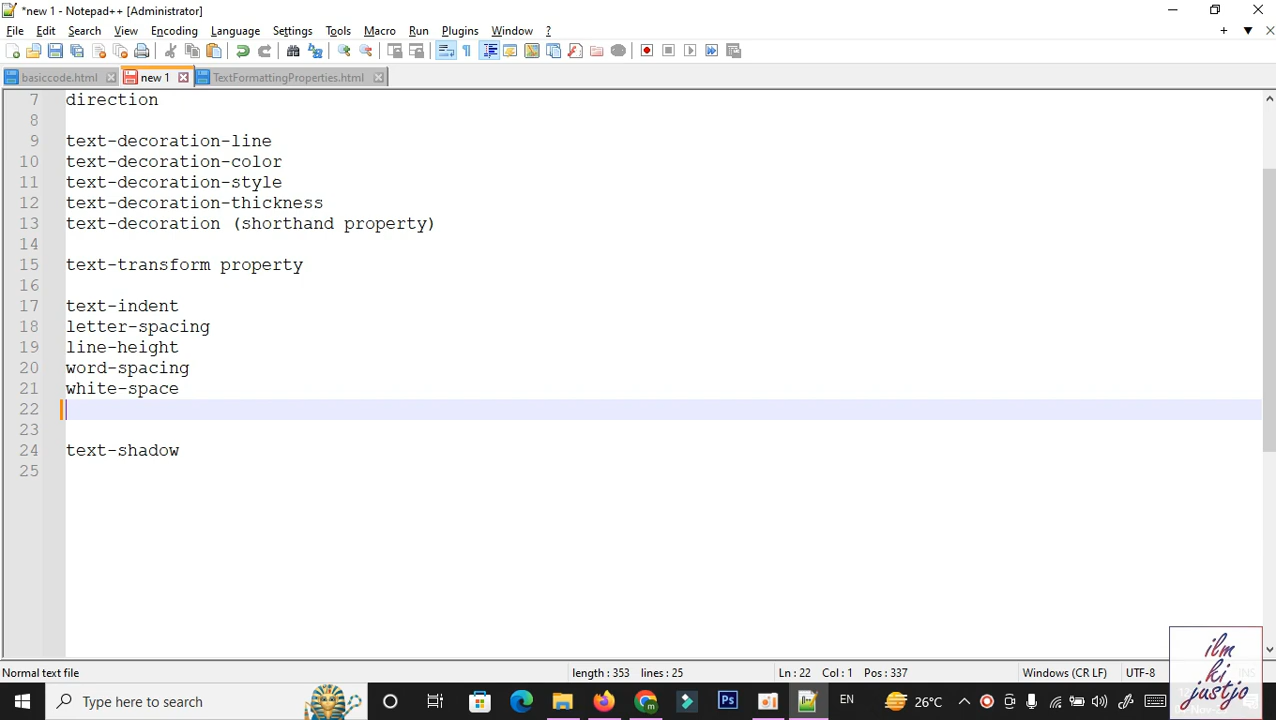 *new 1 - Notepad++ [Administrator]
File Edit Search View Encoding Language Settings Tools Macro Run Plugins Window ?
basiccode.html new 1 TextFormattingProperties.html
7 direction
8
9 text-decoration-line
10 text-decoration-color
11 text-decoration-style
12 text-decoration-thickness
13 text-decoration (shorthand property)
14
15 text-transform property
16
17 text-indent
18 letter-spacing
19 line-height
20 word-spacing
21 white-space
22
23
24 text-shadow
25
Normal text file length : 353 lines : 25 Ln : 22 Col : 1 Pos : 337 Windows (CR LF) UTF-8 INS
Type here to search Ps EN 26°C
ilm
ki
justjo